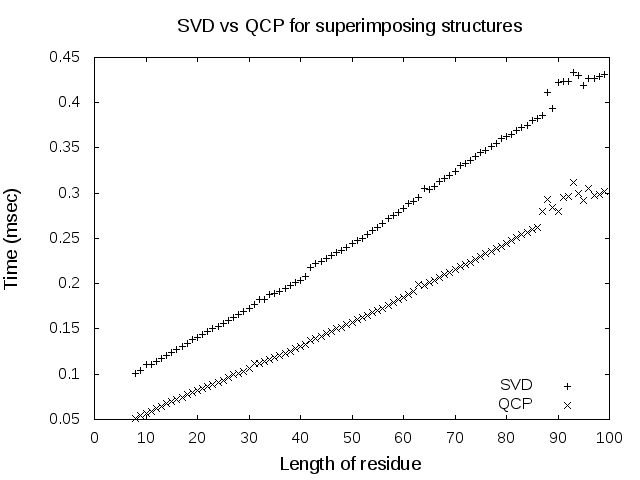 SVD vs QCP for superimposing structures
0.45
0.4
0.35
0.3
0.25
0.2
0.15
0.1
0.05
Time (msec)
SVD
QCP
0 10 20 30 40 50 60 70 80 90 100
Length of residue